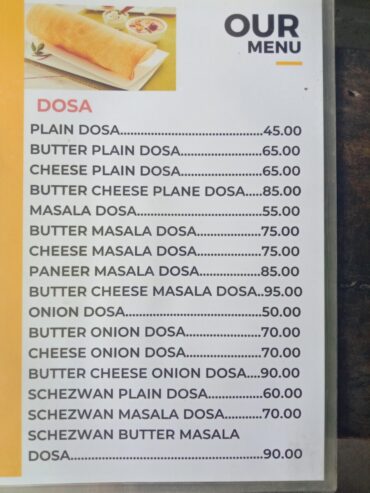 OUR
MENU
DOSA
PLAIN DOSA..............................45.00
BUTTER PLAIN DOSA.................65.00
CHEESE PLAIN DOSA.................65.00
BUTTER CHEESE PLANE DOSA.....85.00
MASALA DOSA..........................55.00
BUTTER MASALA DOSA.............75.00
CHEESE MASALA DOSA.............75.00
PANEER MASALA DOSA............85.00
BUTTER CHEESE MASALA DOSA..95.00
ONION DOSA............................50.00
BUTTER ONION DOSA...............70.00
CHEESE ONION DOSA...............70.00
BUTTER CHEESE ONION DOSA....90.00
SCHEZWAN PLAIN DOSA...........60.00
SCHEZWAN MASALA DOSA.........70.00
SCHEZWAN BUTTER MASALA
DOSA.......................................90.00